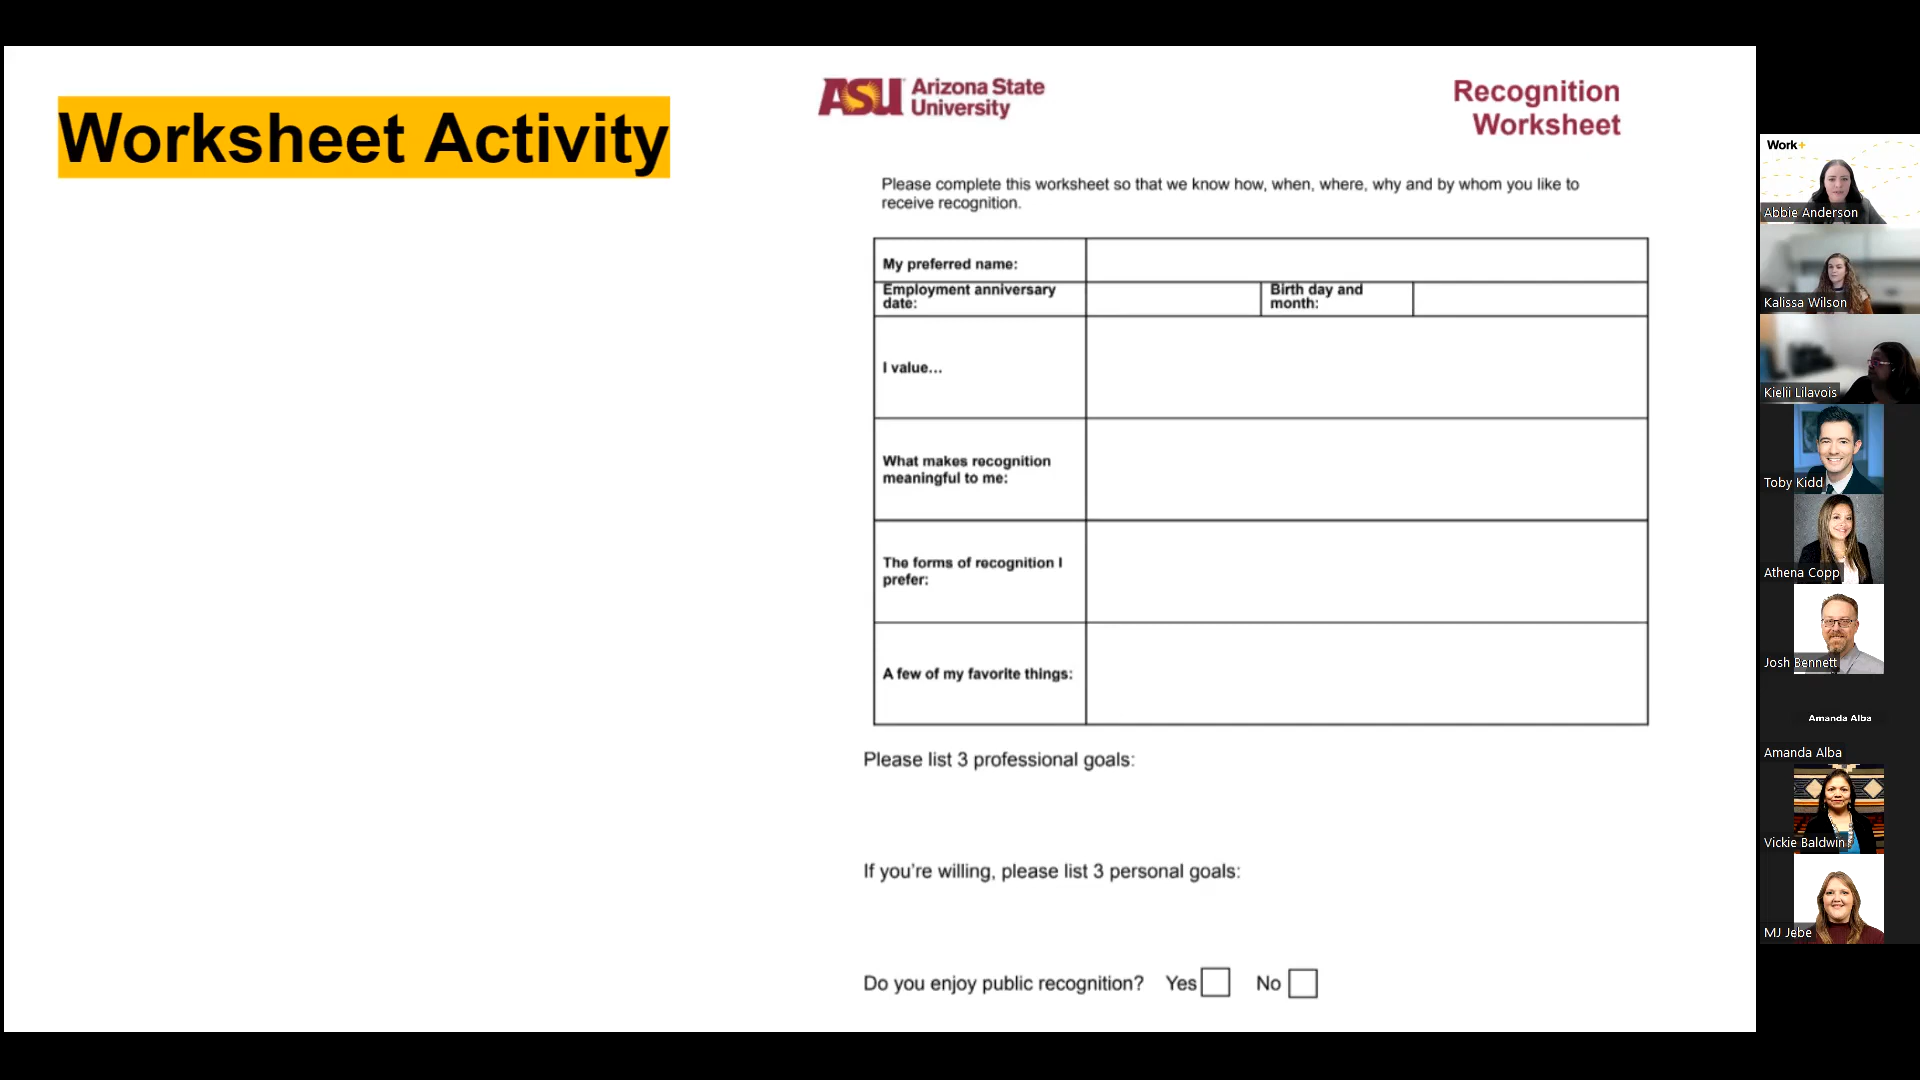 Worksheet Activity
ASU Arizona State
University
Recognition
Worksheet
Please complete this worksheet so that we know how, when, where, why and by whom you like to
receive recognition.
My preferred name:
Employment anniversary
date:
Birth day and
month:
I value...
What makes recognition
meaningful to me:
The forms of recognition I
prefer:
A few of my favorite things:
Please list 3 professional goals:
If you're willing, please list 3 personal goals:
Do you enjoy public recognition? Yes No
Work+
Abbie Anderson
Kalissa Wilson
Kielii Lilavois
Toby Kidd
Athena Copp
Josh Bennett
Amanda Alba
Amanda Alba
Vickie Baldwin
MJ Jebe